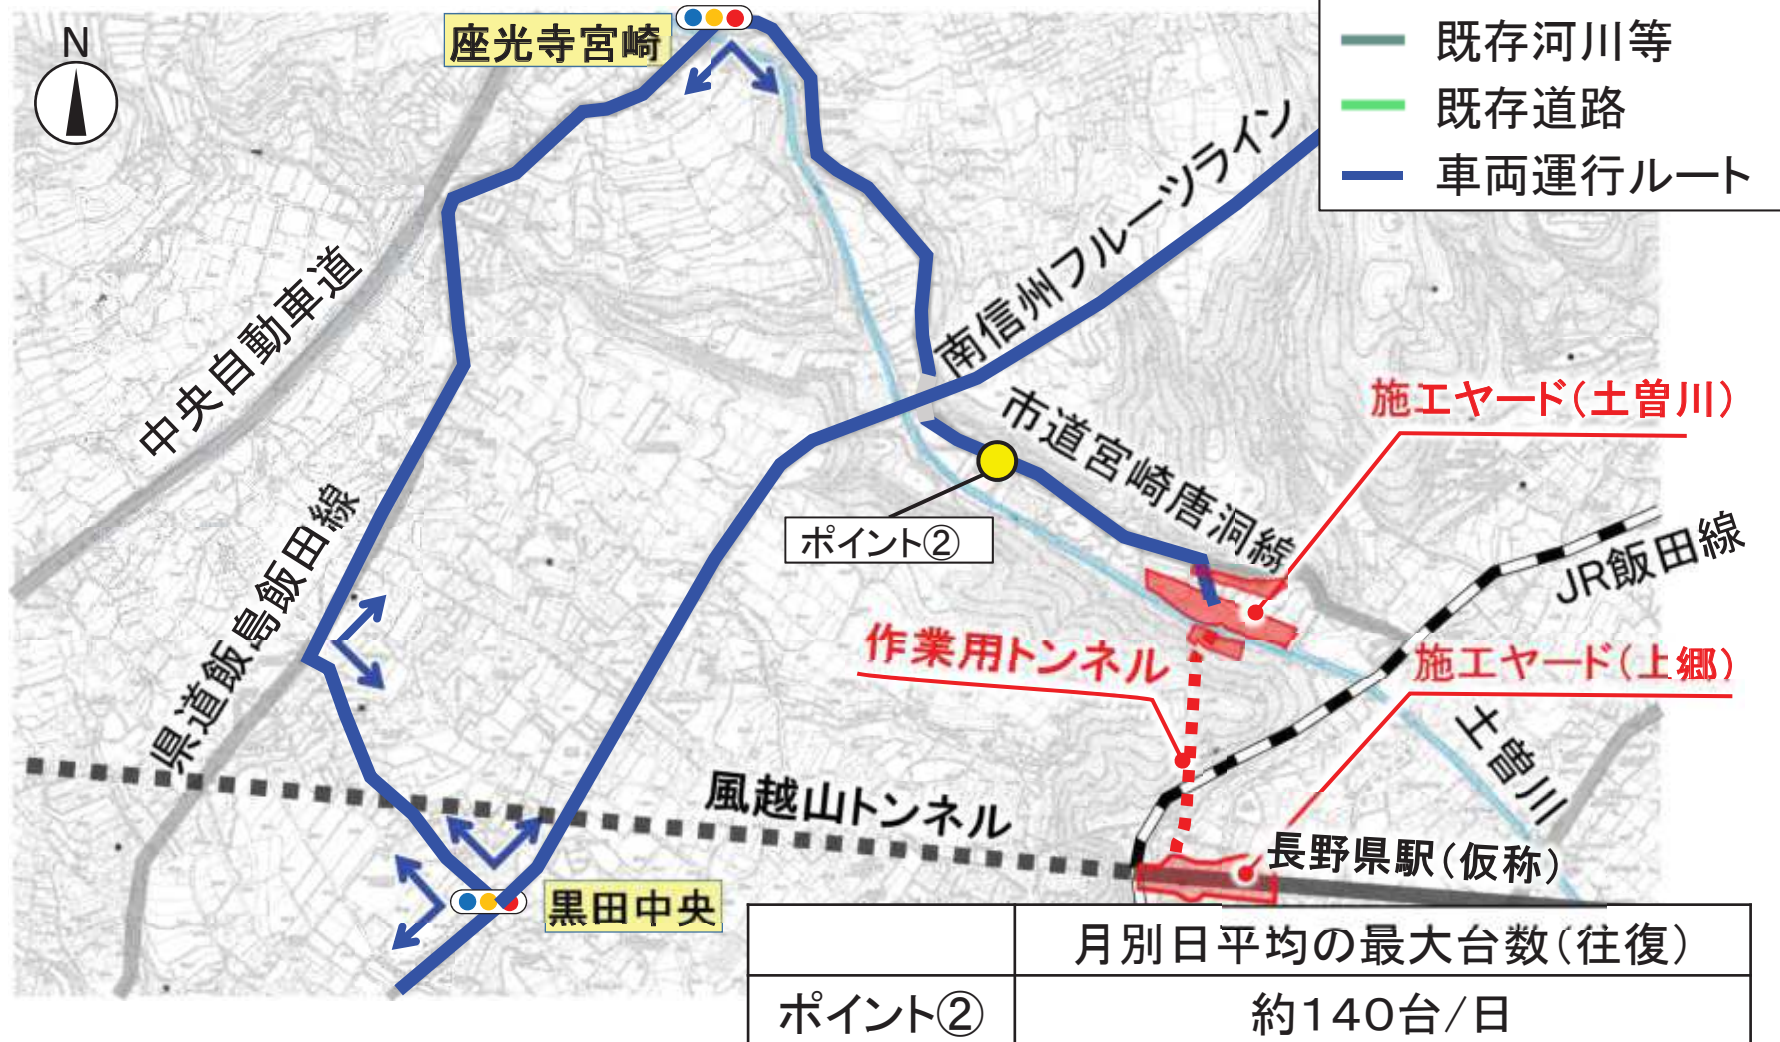 座光寺宮崎
N
既存河川等
既存道路
車両運行ルート
南信州フルーツライン
中央自動車道
市道宮崎唐洞線
施工ヤード(土曽川)
ポイント②
県道飯島飯田線
JR飯田線
作業用トンネル
施工ヤード(上郷)
土曽川
風越山トンネル
長野県駅(仮称)
黒田中央
月別日平均の最大台数(往復)
ポイント② 約140台/日